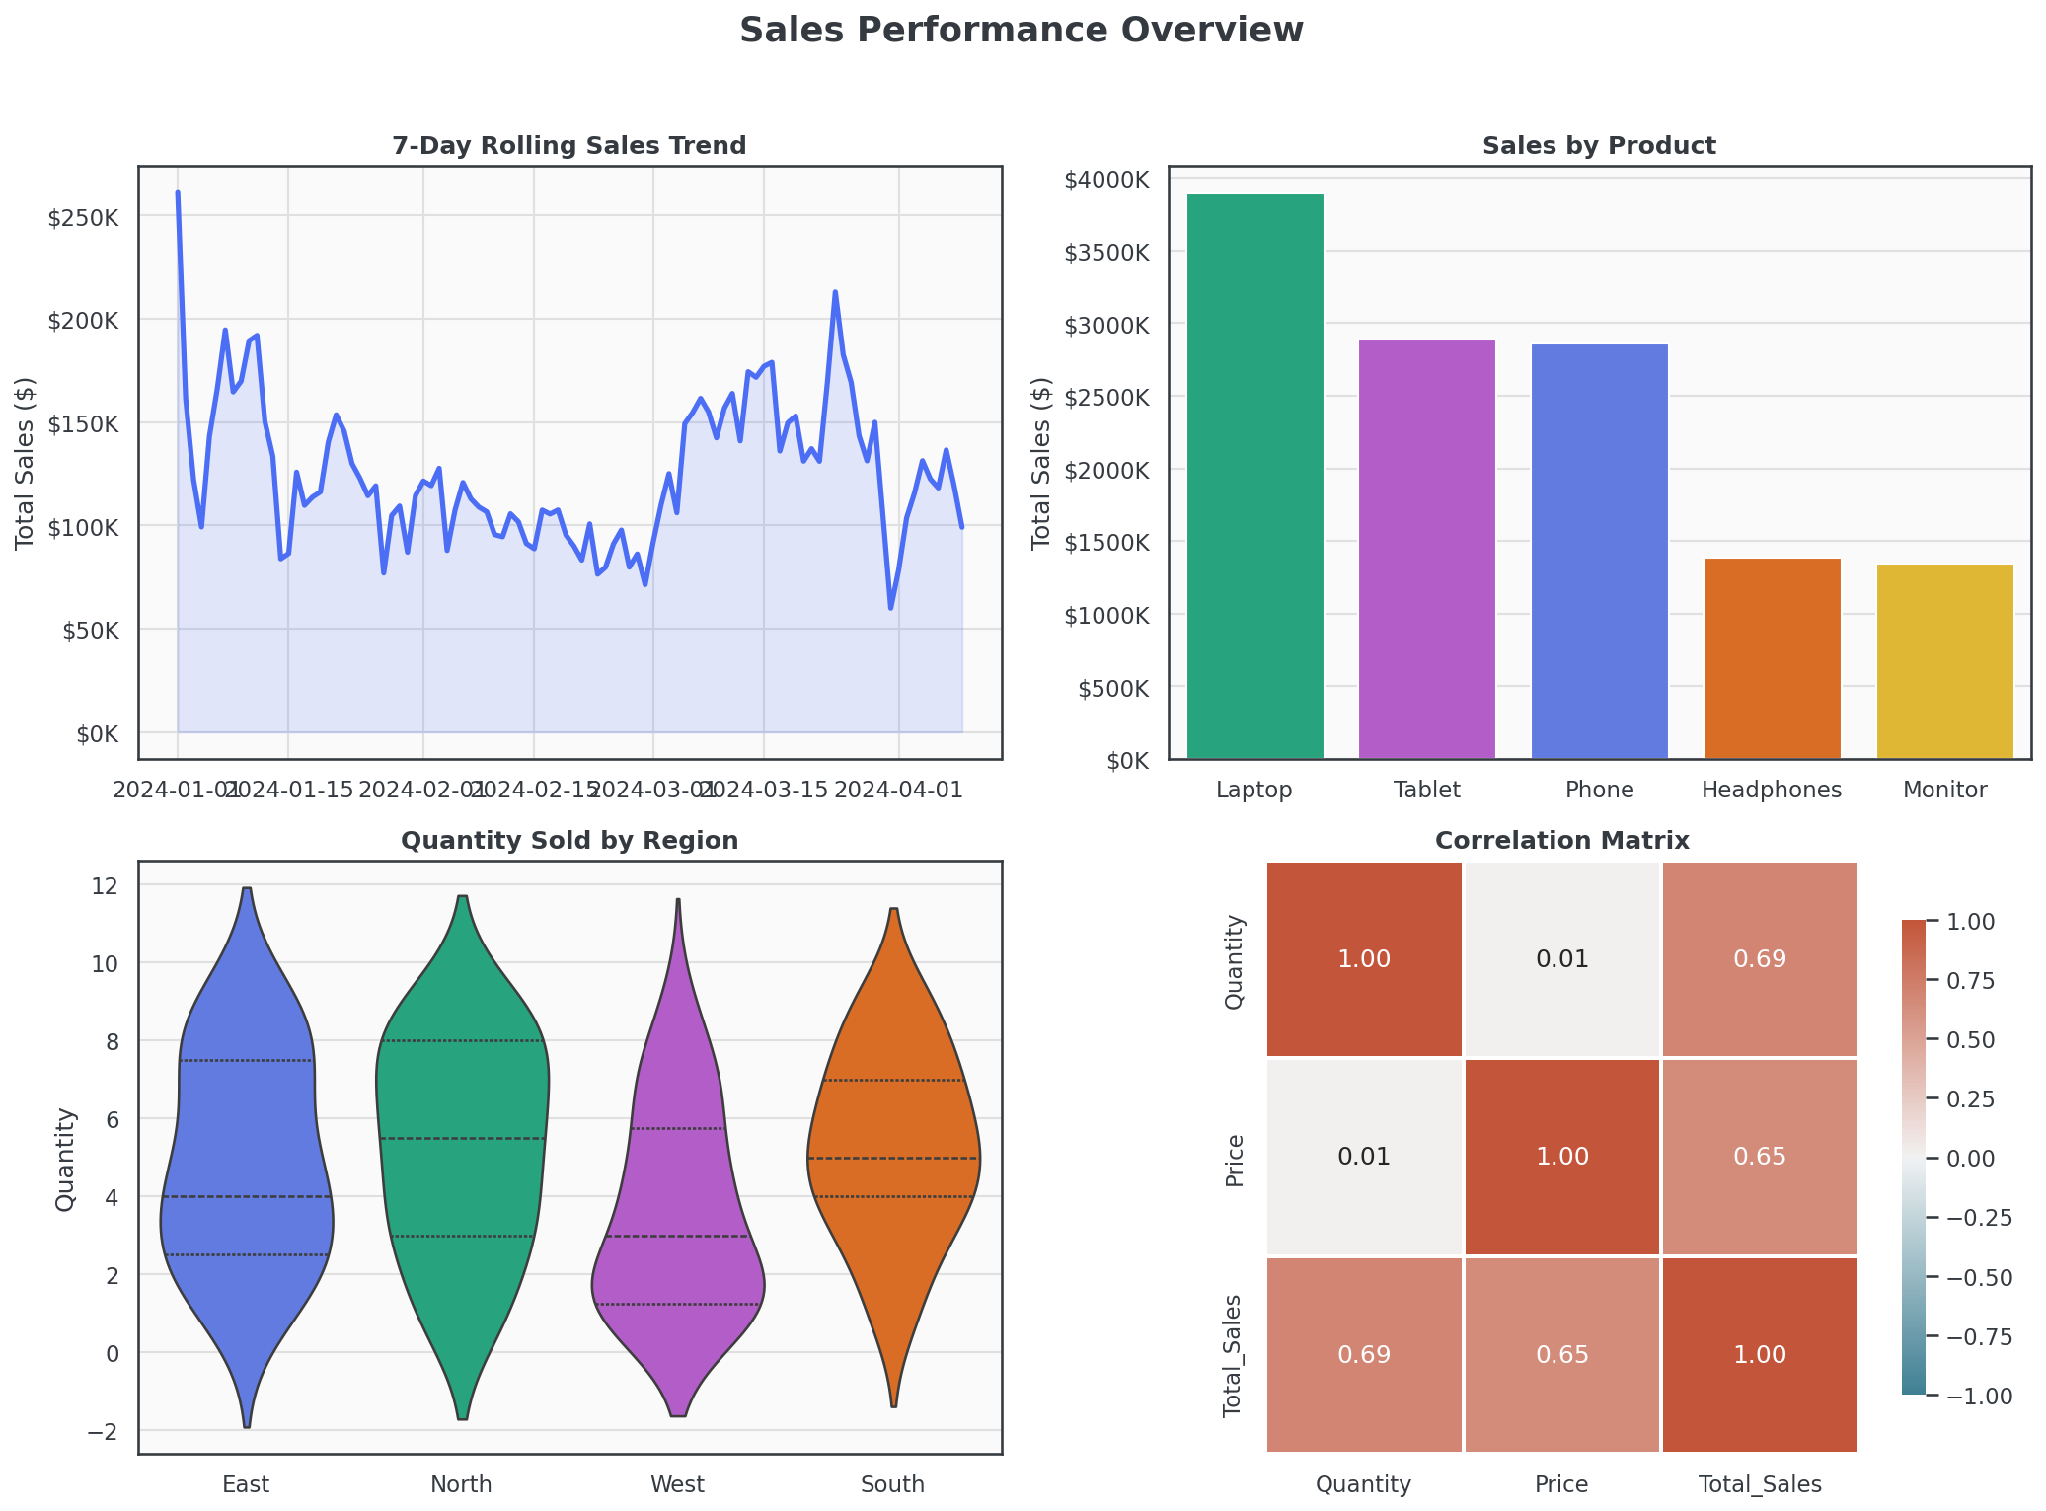 Sales Performance Overview
7-Day Rolling Sales Trend
Total Sales ($)
$250K
$200K
$150K
$100K
$50K
$0K
2024-01-01
2024-01-15
2024-02-01
2024-02-15
2024-03-01
2024-03-15
2024-04-01
Sales by Product
Total Sales ($)
$4000K
$3500K
$3000K
$2500K
$2000K
$1500K
$1000K
$500K
$0K
Laptop
Tablet
Phone
Headphones
Monitor
Quantity Sold by Region
Quantity
12
10
8
6
4
2
0
−2
East
North
West
South
Correlation Matrix
Quantity
Price
Total_Sales
1.00 0.01 0.69
0.01 1.00 0.65
0.69 0.65 1.00
Quantity
Price
Total_Sales
1.00
0.75
0.50
0.25
0.00
−0.25
−0.50
−0.75
−1.00